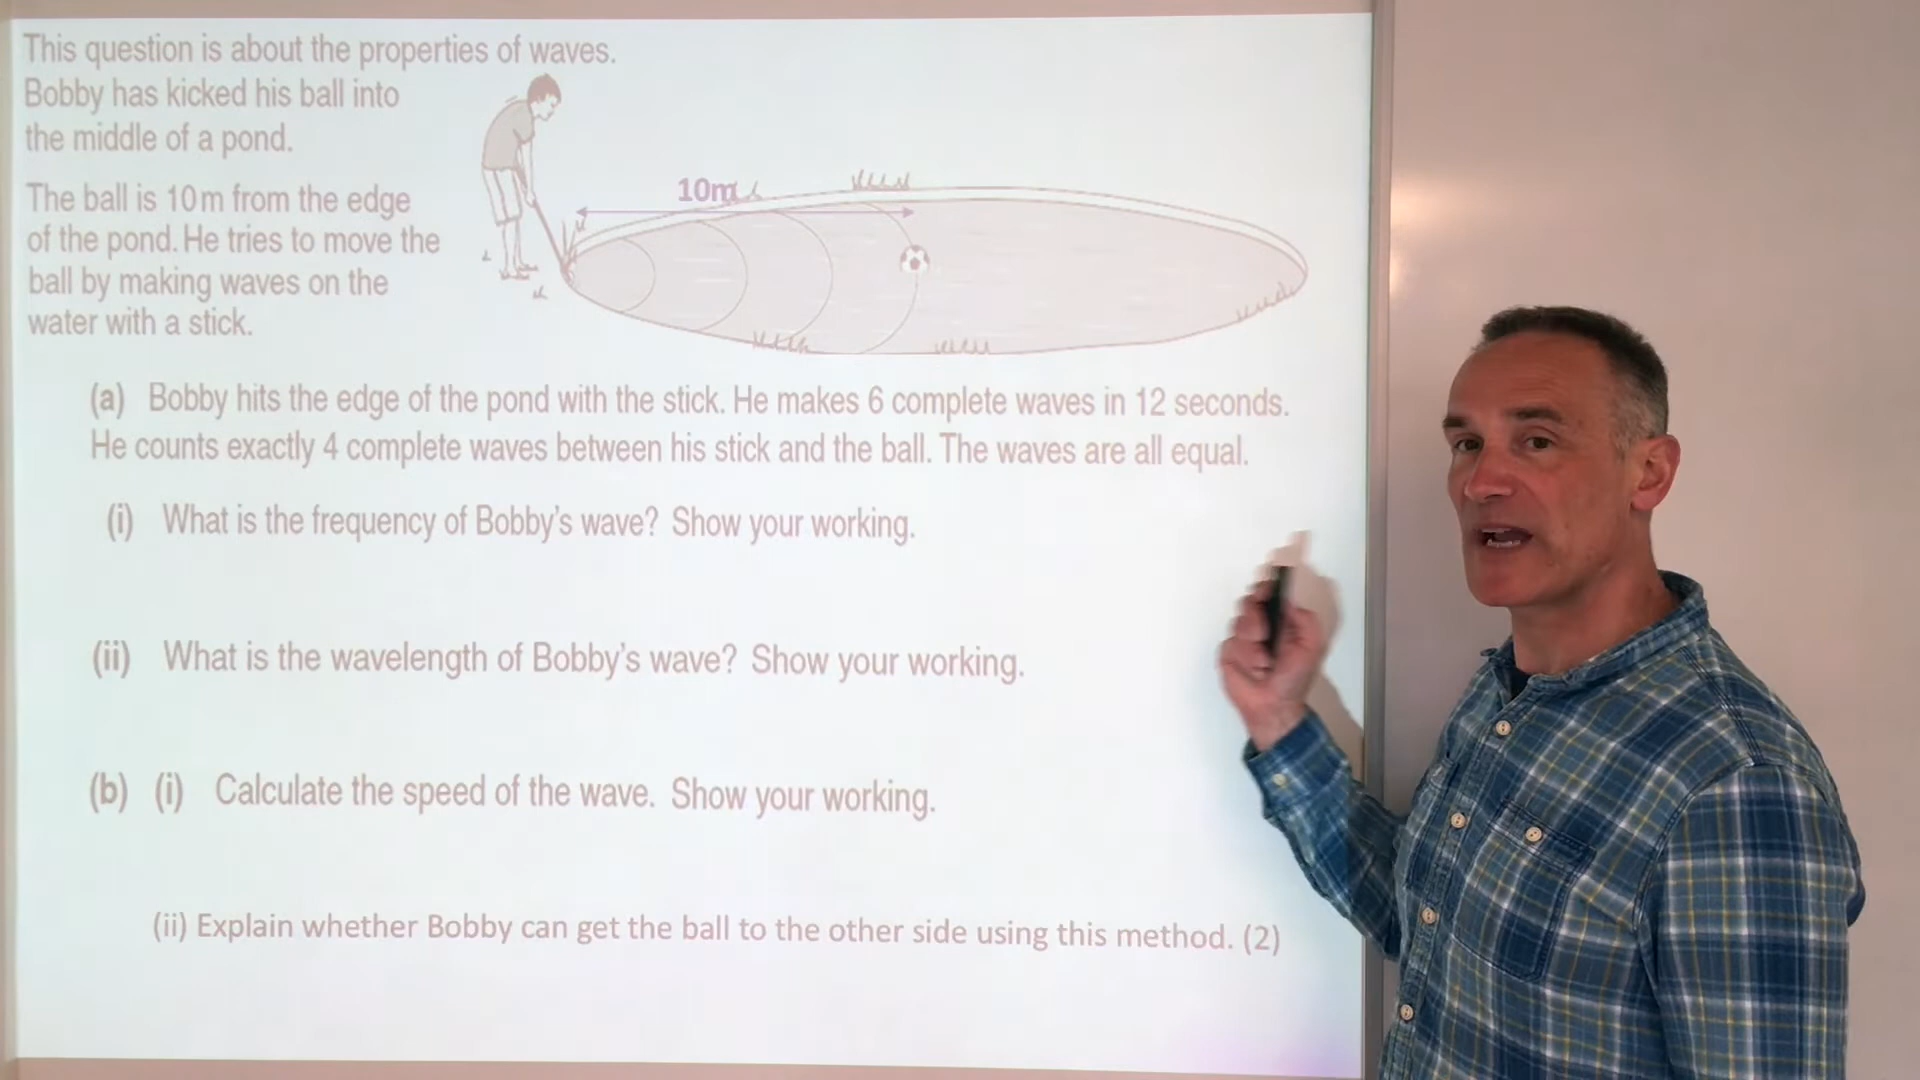 This question is about the properties of waves.
Bobby has kicked his ball into
the middle of a pond.
The ball is 10 m from the edge
of the pond. He tries to move the
ball by making waves on the
water with a stick.
10m
(a) Bobby hits the edge of the pond with the stick. He makes 6 complete waves in 12 seconds.
He counts exactly 4 complete waves between his stick and the ball. The waves are all equal.
(i) What is the frequency of Bobby's wave? Show your working.
(ii) What is the wavelength of Bobby's wave? Show your working.
(b) (i) Calculate the speed of the wave. Show your working.
(ii) Explain whether Bobby can get the ball to the other side using this method. (2)